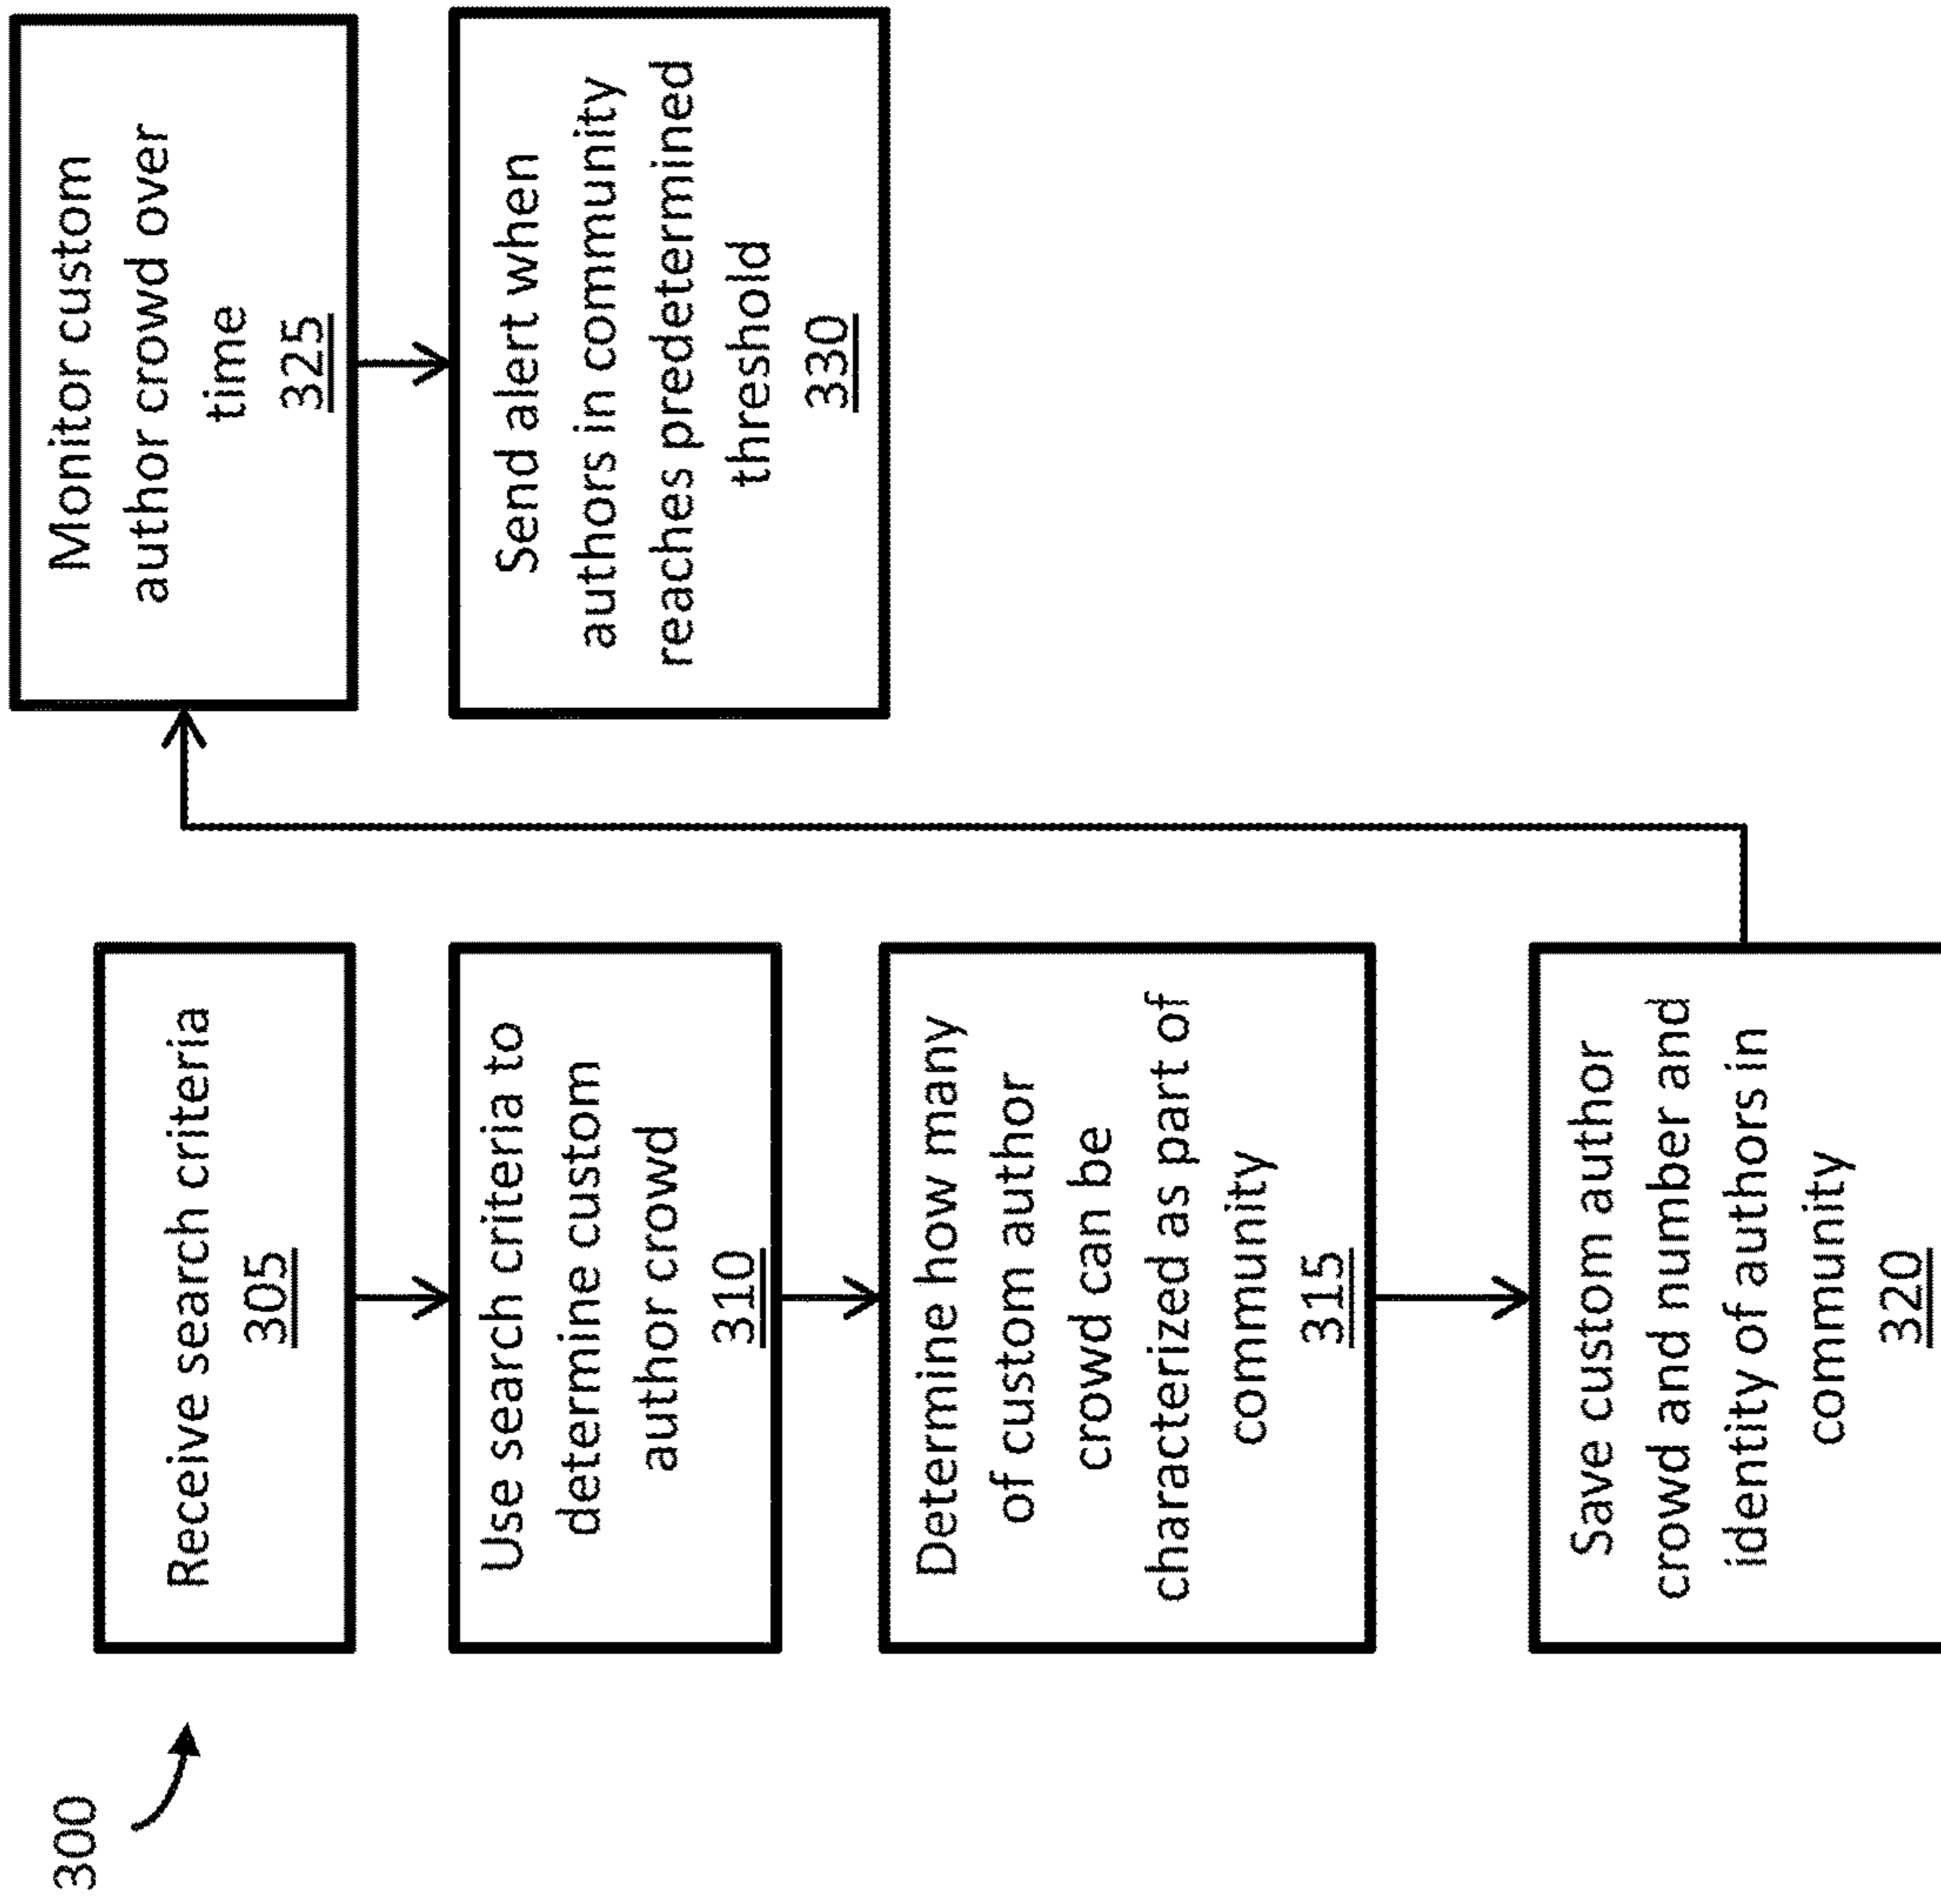 300
Receive search criteria
305
Use search criteria to
determine custom
author crowd
310
Determine how many
of custom author
crowd can be
characterized as part of
community
315
Save custom author
crowd and number and
identity of authors in
community
320
Monitor custom
author crowd over
time
325
Send alert when
authors in community
reaches predetermined
threshold
330